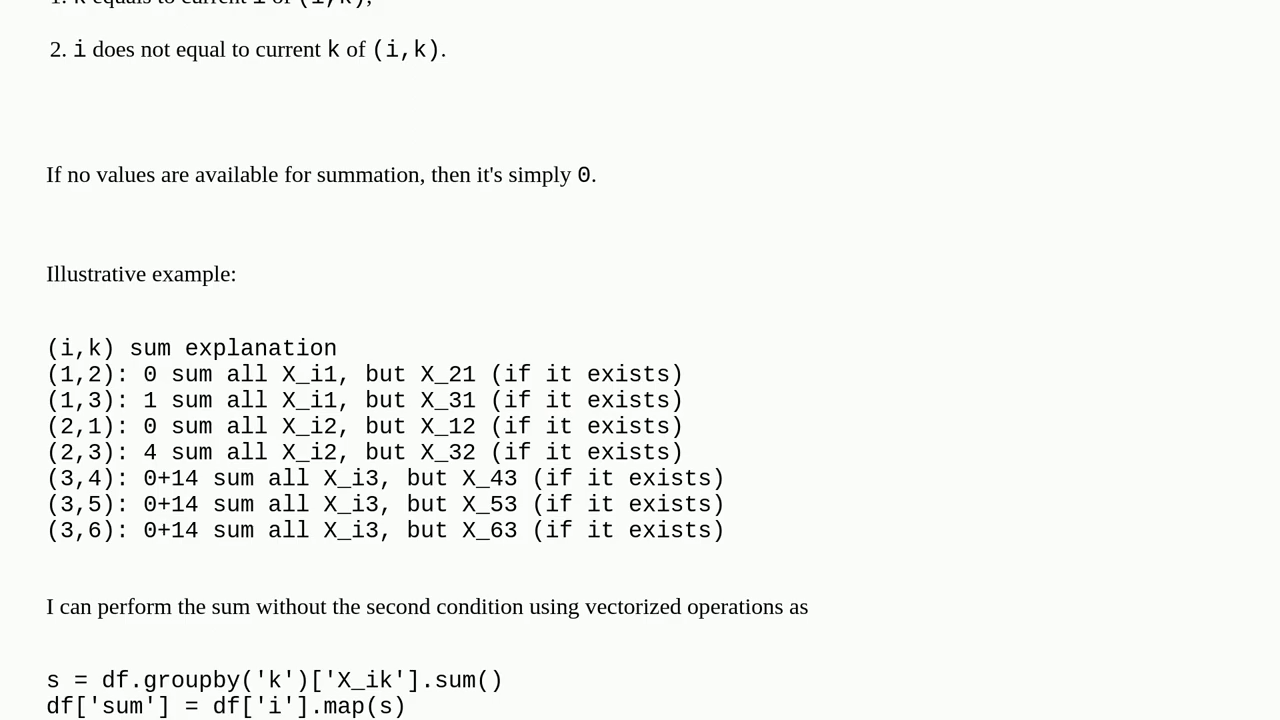 1. k equals to current i of (i,k),
2. i does not equal to current k of (i,k).
If no values are available for summation, then it's simply 0.
Illustrative example:
(i,k) sum explanation
(1,2): 0 sum all X_i1, but X_21 (if it exists)
(1,3): 1 sum all X_i1, but X_31 (if it exists)
(2,1): 0 sum all X_i2, but X_12 (if it exists)
(2,3): 4 sum all X_i2, but X_32 (if it exists)
(3,4): 0+14 sum all X_i3, but X_43 (if it exists)
(3,5): 0+14 sum all X_i3, but X_53 (if it exists)
(3,6): 0+14 sum all X_i3, but X_63 (if it exists)
I can perform the sum without the second condition using vectorized operations as
s = df.groupby('k')['X_ik'].sum()
df['sum'] = df['i'].map(s)